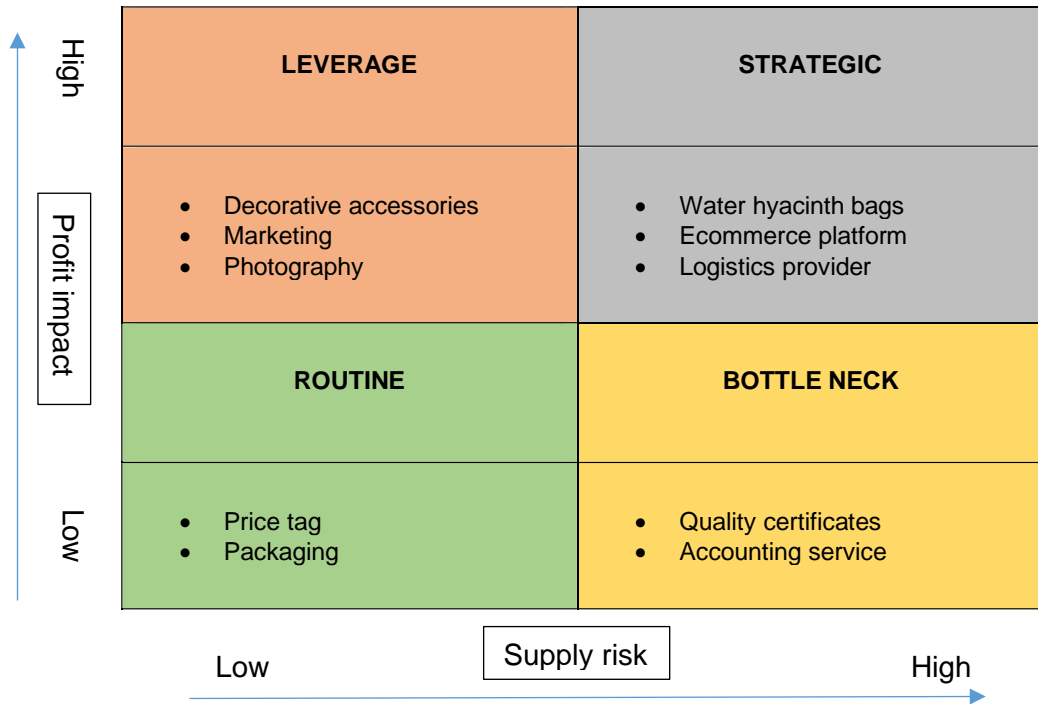 High
LEVERAGE
STRATEGIC
Profit impact
• Decorative accessories
• Marketing
• Photography
• Water hyacinth bags
• Ecommerce platform
• Logistics provider
ROUTINE
BOTTLE NECK
Low
• Price tag
• Packaging
• Quality certificates
• Accounting service
Low
Supply risk
High